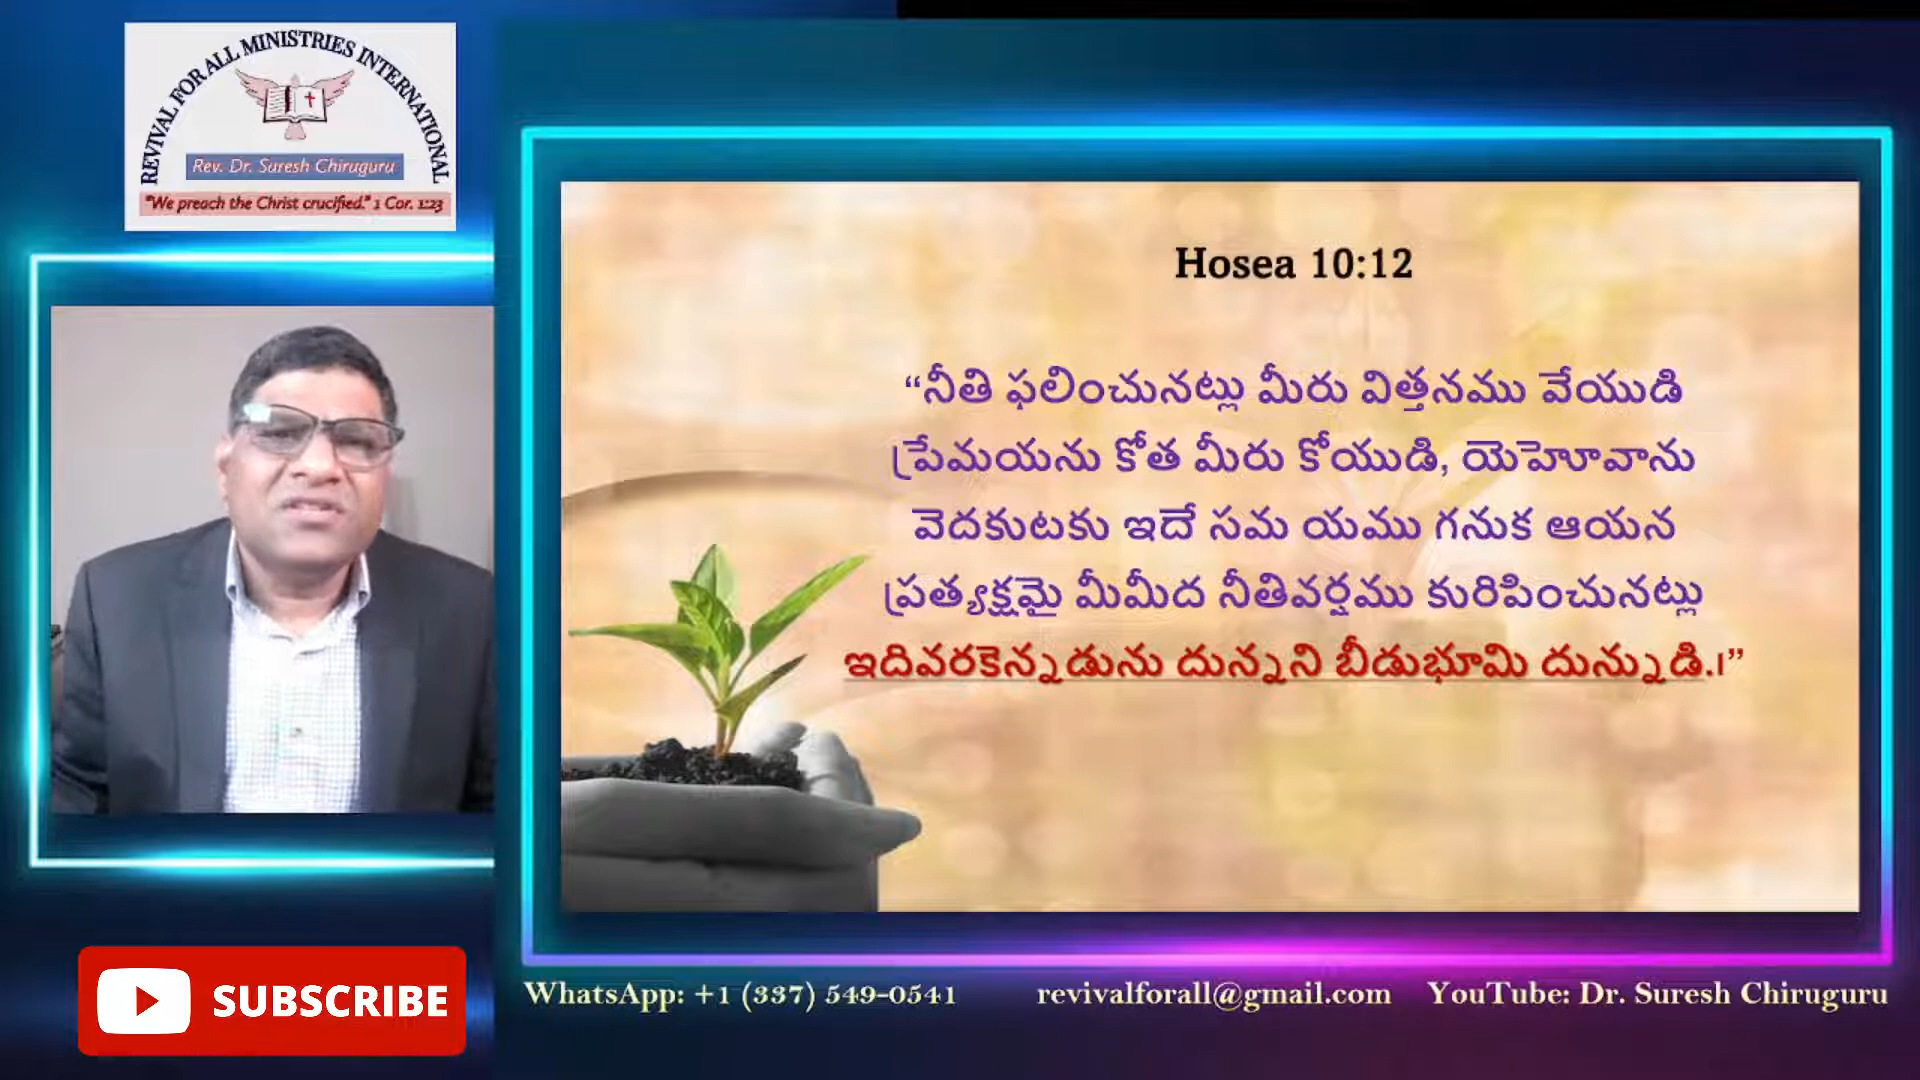 REVIVAL FOR ALL MINISTRIES INTERNATIONAL
Rev. Dr. Suresh Chiruguru
"We preach the Christ crucified." 1 Cor. 1:23
Hosea 10:12
“నీతి ఫలించునట్లు మీరు విత్తనము వేయుడి
ప్రేమయను కోత మీరు కోయుడి, యెహోవాను
వెదకుటకు ఇదే సమ యము గనుక ఆయన
ప్రత్యక్షమై మీమీద నీతివర్షము కురిపించునట్లు
ఇదివరకెన్నడును దున్నని బీడుభూమి దున్నుడి.।”
SUBSCRIBE
WhatsApp: +1 (337) 549-0541 revivalforall@gmail.com YouTube: Dr. Suresh Chiruguru